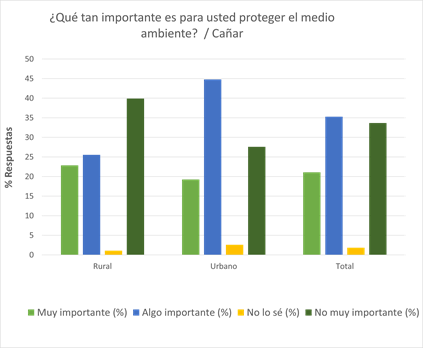 ¿Qué tan importante es para usted proteger el medio
ambiente? / Cañar
% Respuestas
50
45
40
35
30
25
20
15
10
5
0
Rural Urbano Total
Muy importante (%) Algo importante (%) No lo sé (%) No muy importante (%)